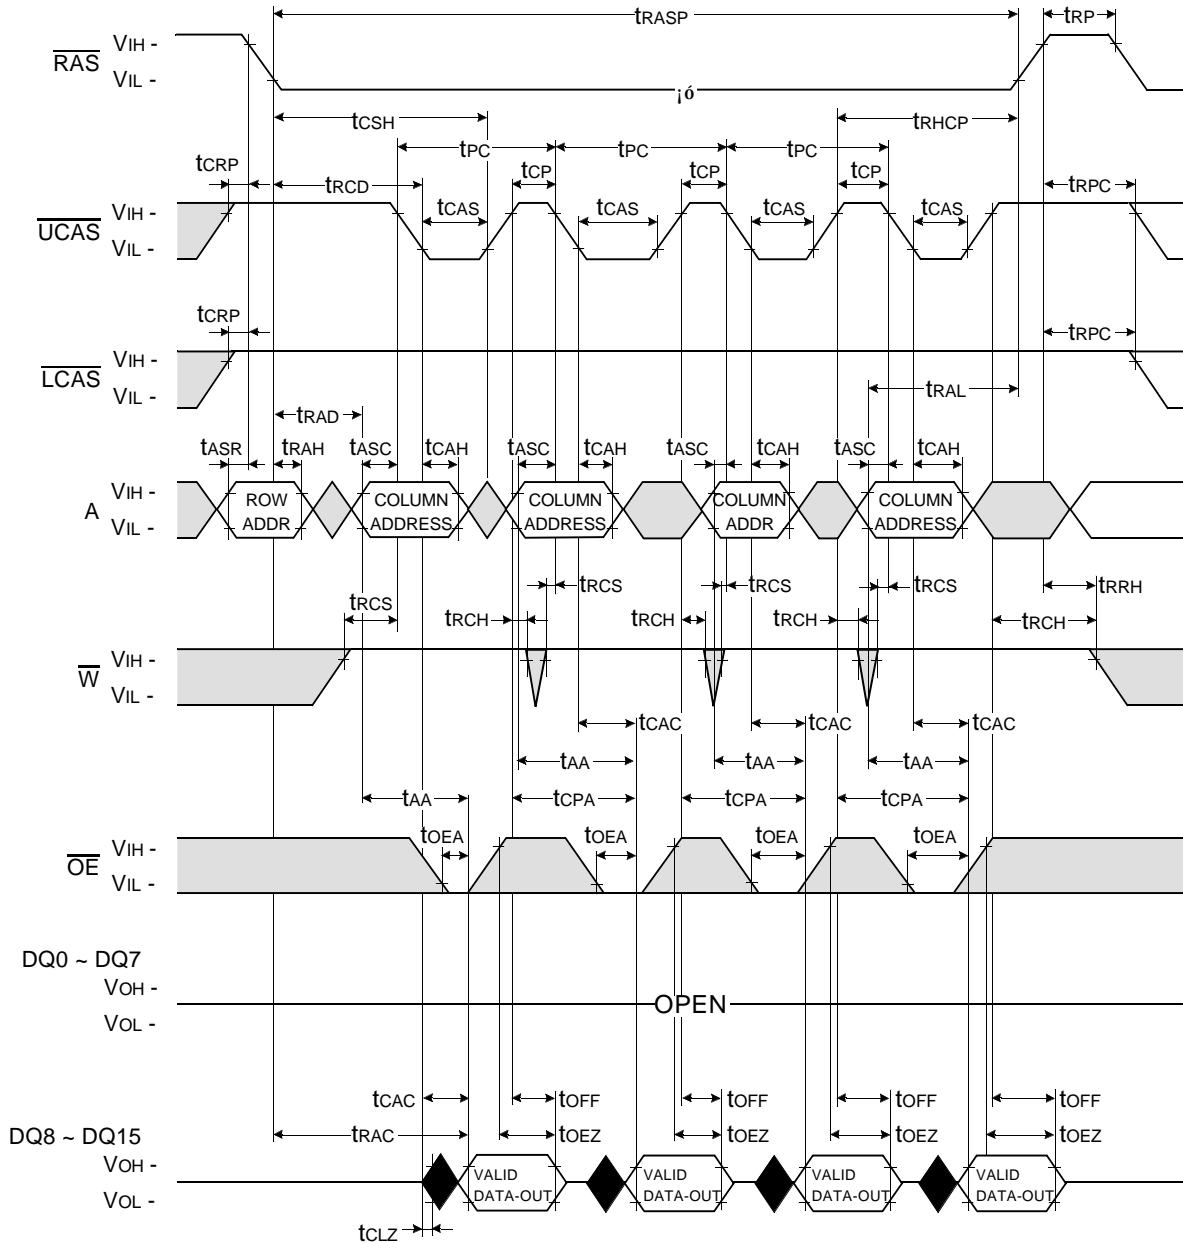 tRASP
tRP
RAS
VIH -
VIL -
¡ó
tCSH
tRHCP
tPC
tPC
tPC
tCRP
tRCD
tCP
tCP
tCP
tRPC
tCAS
tCAS
tCAS
tCAS
UCAS
VIH -
VIL -
tCRP
tRPC
LCAS
VIH -
VIL -
tRAL
tRAD
tASR
tRAH
tASC
tCAH
tASC
tCAH
tASC
tCAH
tASC
tCAH
A
VIH -
VIL -
ROW
ADDR
COLUMN
ADDRESS
COLUMN
ADDRESS
COLUMN
ADDR
COLUMN
ADDRESS
tRCS
tRCS
tRCS
tRCS
tRRH
tRCH
tRCH
tRCH
tRCH
W
VIH -
VIL -
tCAC
tCAC
tCAC
tAA
tAA
tAA
tAA
tCPA
tCPA
tCPA
tOEA
tOEA
tOEA
tOEA
OE
VIH -
VIL -
DQ0 ~ DQ7
VOH -
VOL -
OPEN
tCAC
tOFF
tOFF
tOFF
tOFF
tRAC
tOEZ
tOEZ
tOEZ
tOEZ
DQ8 ~ DQ15
VOH -
VOL -
VALID
DATA-OUT
VALID
DATA-OUT
VALID
DATA-OUT
VALID
DATA-OUT
tCLZ